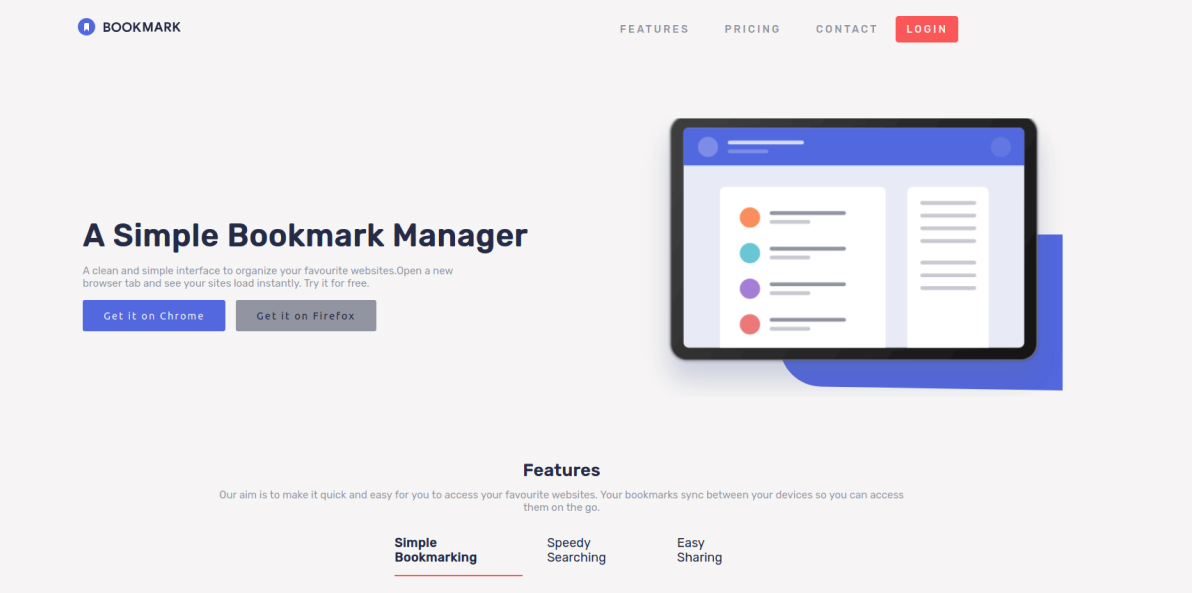 BOOKMARK
FEATURES
PRICING
CONTACT
LOGIN
A Simple Bookmark Manager
A clean and simple interface to organize your favourite websites.Open a new
browser tab and see your sites load instantly. Try it for free.
Get it on Chrome
Get it on Firefox
Features
Our aim is to make it quick and easy for you to access your favourite websites. Your bookmarks sync between your devices so you can access
them on the go.
Simple
Bookmarking
Speedy
Searching
Easy
Sharing